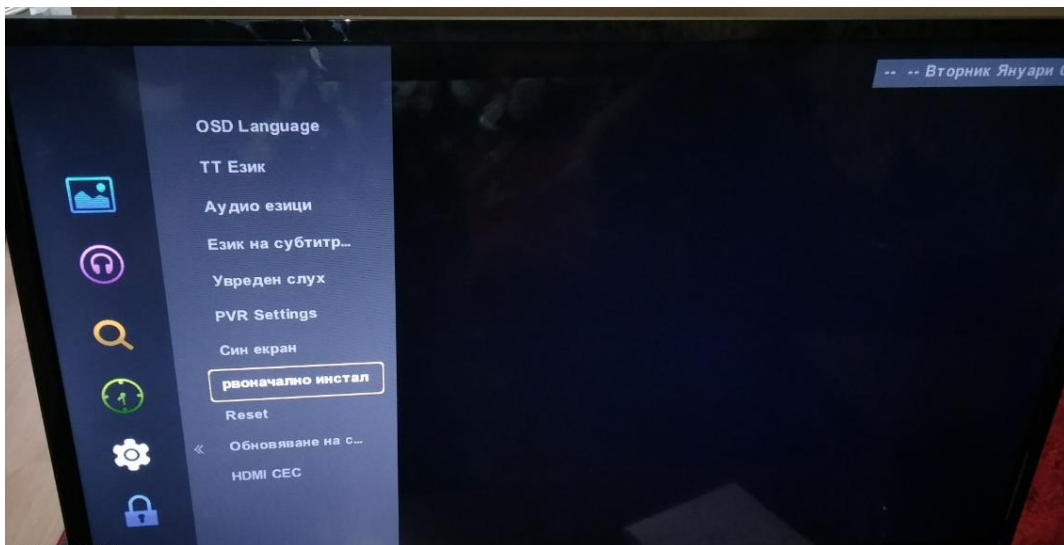 -- -- Вторник Януари
OSD Language
ТТ Език
Аудио езици
Език на субтитр...
Увреден слух
PVR Settings
Син екран
рвоначално инстал
Reset
« Обновяване на с...
HDMI CEC